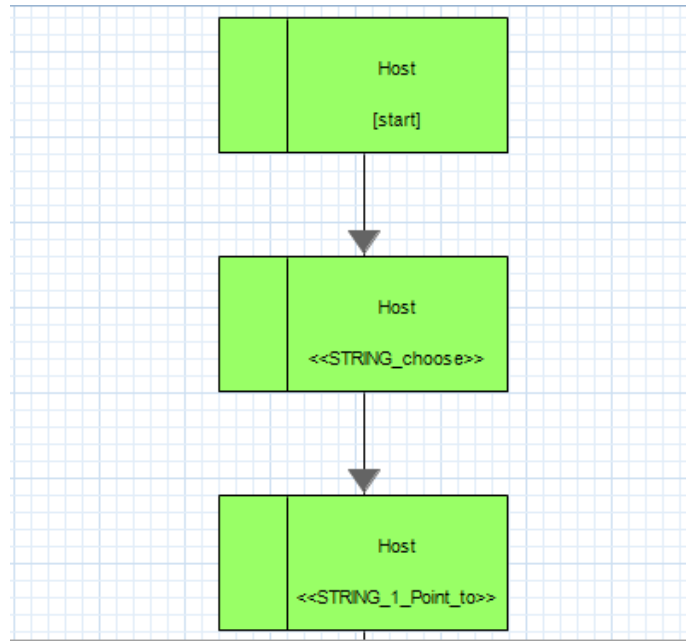 Host
[start]
Host
<<STRING_choose>>
Host
<<STRING_1_Point_to>>